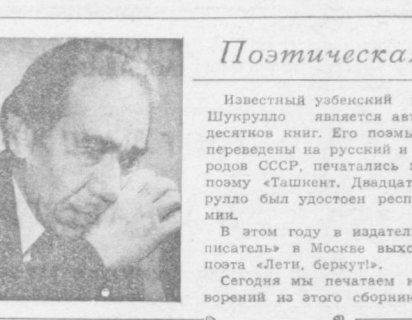 Поэтическая
Известный узбекский
Шукрулло является авт
десятков книг. Его поэмы
переведены на русский и
родов СССР, печатались з
поэму «Ташкент. Двадцат
рулло был удостоен респ
мии.
В этом году в издател
писатель» в Москве выхо
поэта «Лети, беркут!».
Сегодня мы печатаем н
ворений из этого сборни